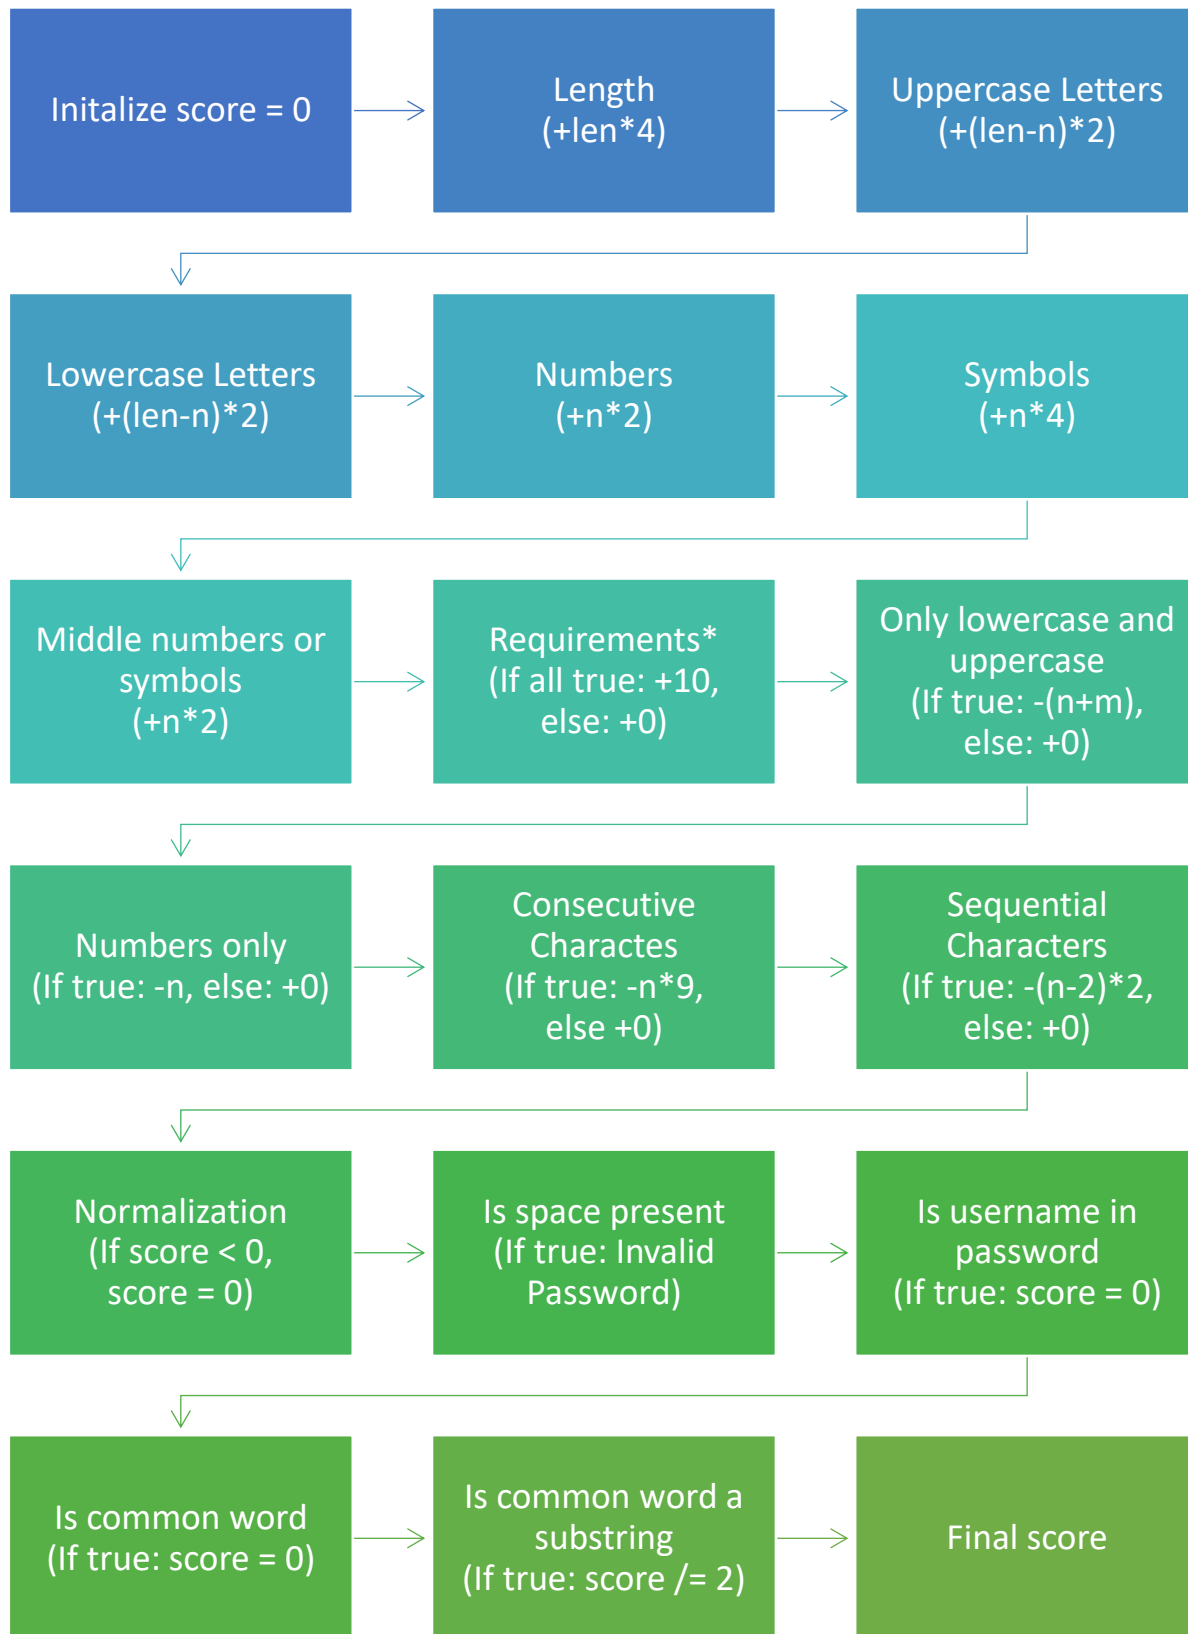 Initalize score = 0
Length
(+len*4)
Uppercase Letters
(+(len-n)*2)
Lowercase Letters
(+(len-n)*2)
Numbers
(+n*2)
Symbols
(+n*4)
Middle numbers or
symbols
(+n*2)
Requirements*
(If all true: +10,
else: +0)
Only lowercase and
uppercase
(If true: -(n+m),
else: +0)
Numbers only
(If true: -n, else: +0)
Consecutive
Charactes
(If true: -n*9,
else +0)
Sequential
Characters
(If true: -(n-2)*2,
else: +0)
Normalization
(If score < 0,
score = 0)
Is space present
(If true: Invalid
Password)
Is username in
password
(If true: score = 0)
Is common word
(If true: score = 0)
Is common word a
substring
(If true: score /= 2)
Final score